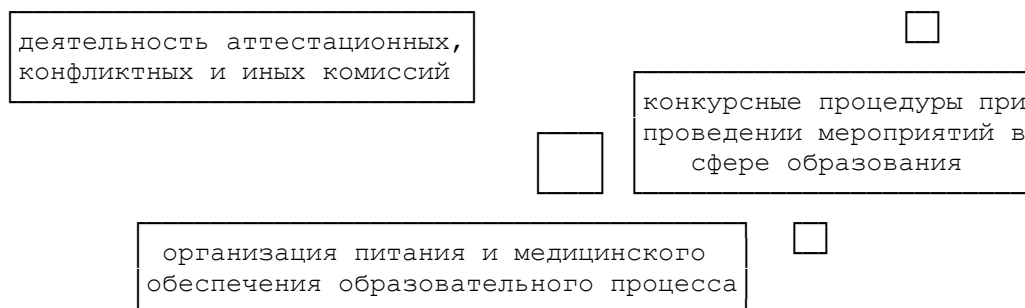 деятельность аттестационных,
конфликтных и иных комиссий
конкурсные процедуры при
проведении мероприятий в
сфере образования
организация питания и медицинского
обеспечения образовательного процесса